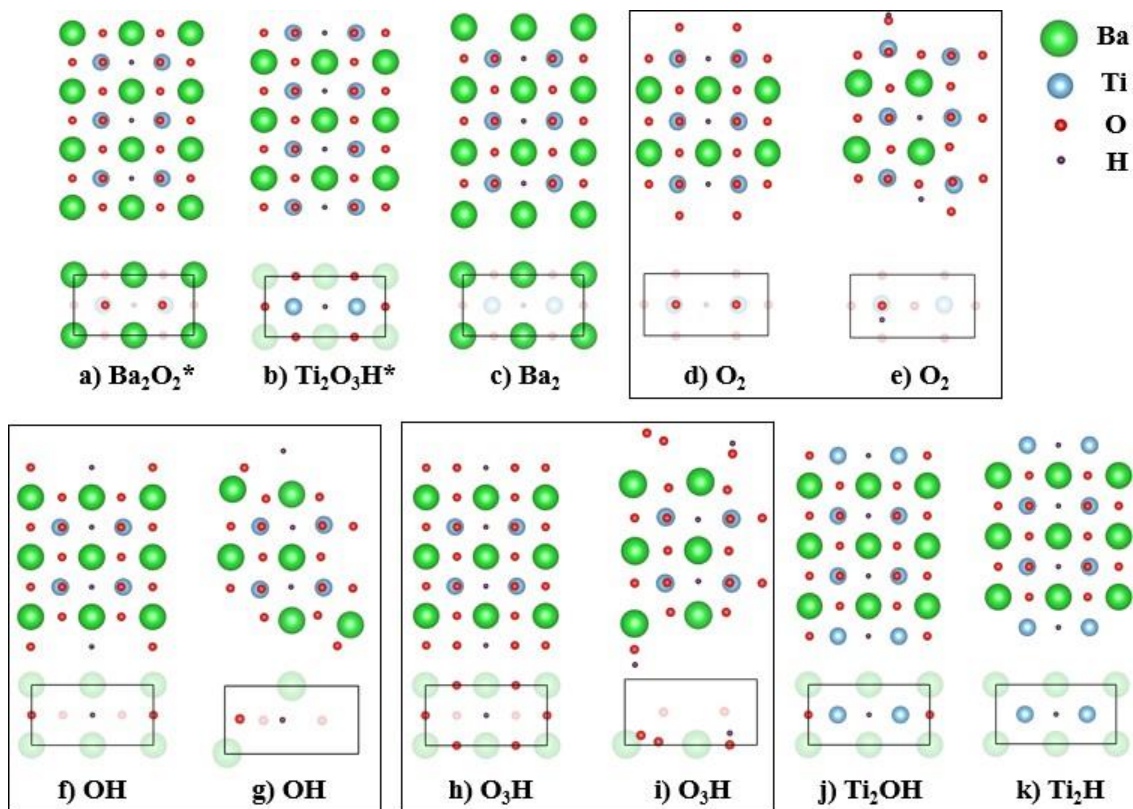 Ba
Ti
O
H
a) Ba₂O₂*
b) Ti₂O₃H*
c) Ba₂
d) O₂
e) O₂
f) OH
g) OH
h) O₃H
i) O₃H
j) Ti₂OH
k) Ti₂H